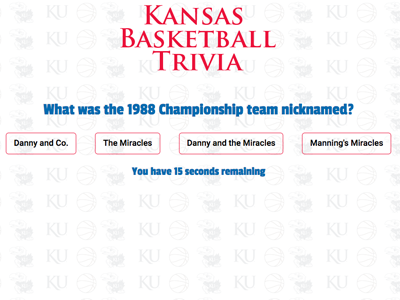 KANSAS
BASKETBALL
TRIVIA
What was the 1988 Championship team nicknamed?
Danny and Co.
The Miracles
Danny and the Miracles
Manning's Miracles
You have 15 seconds remaining
KU